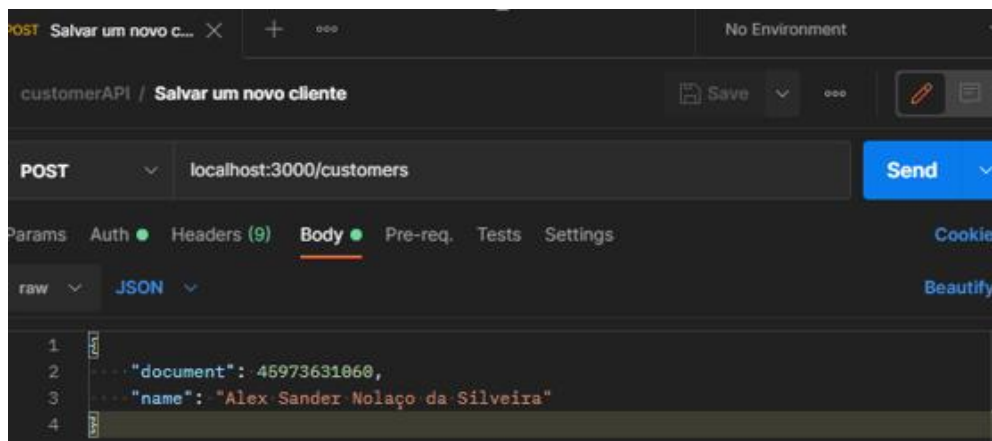 POST Salvar um novo c...
No Environment
customerAPI / Salvar um novo cliente
Save
POST localhost:3000/customers Send
Params Auth Headers (9) Body Pre-req. Tests Settings Cookie
raw JSON Beautify
1 {
2 "document": 45973631060,
3 "name": "Alex Sander Nolaço da Silveira"
4 }